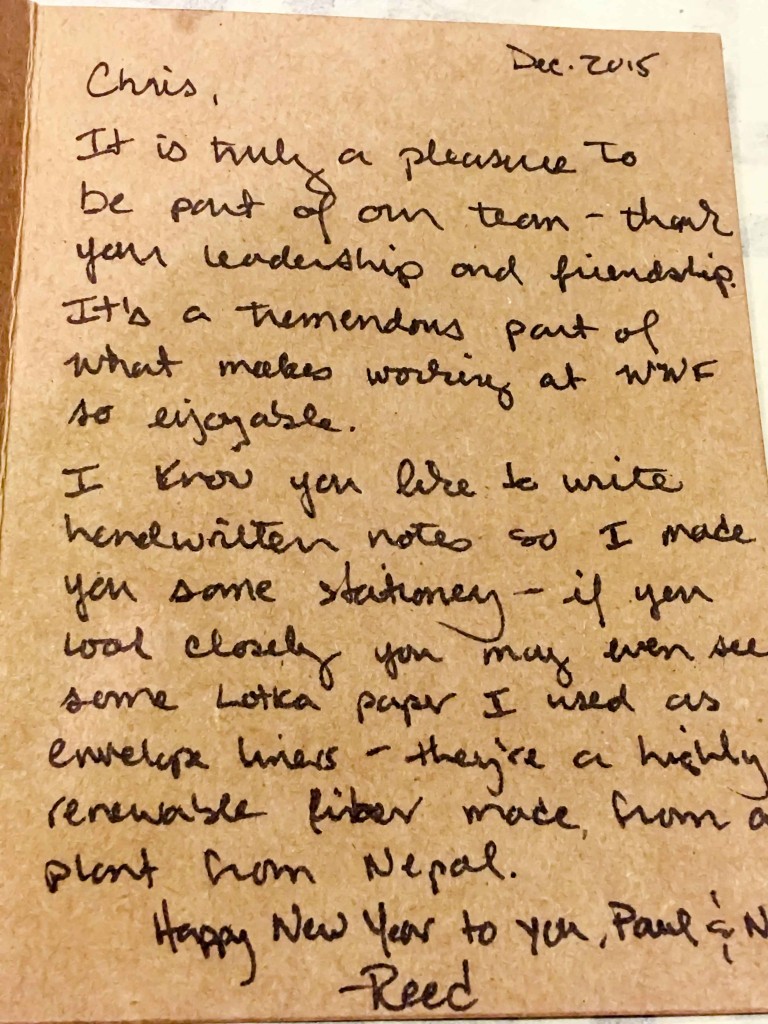 Dec. 2015
Chris,
It is truly a pleasure to
be part of our team - thank
your leadership and friendship.
It's a tremendous part of
what makes working at WWF
so enjoyable.
I know you like to write
handwritten notes so I made
you some stationery - if you
look closely you may even see
some Lotka paper I used as
envelope liners - they're a highly
renewable fiber made from a
plant from Nepal.
Happy New Year to you, Paul & N
-Reed